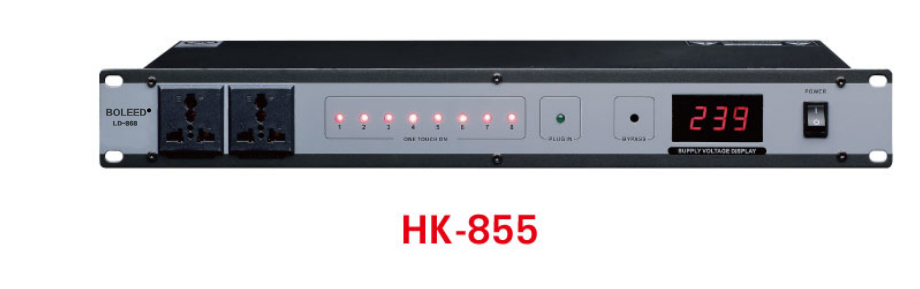 BOLEED
LD-868
1 2 3 4 5 6 7 8
ONE TOUCH ON
PLUG IN
BYPASS
239
SUPPLY VOLTAGE DISPLAY
POWER
HK-855